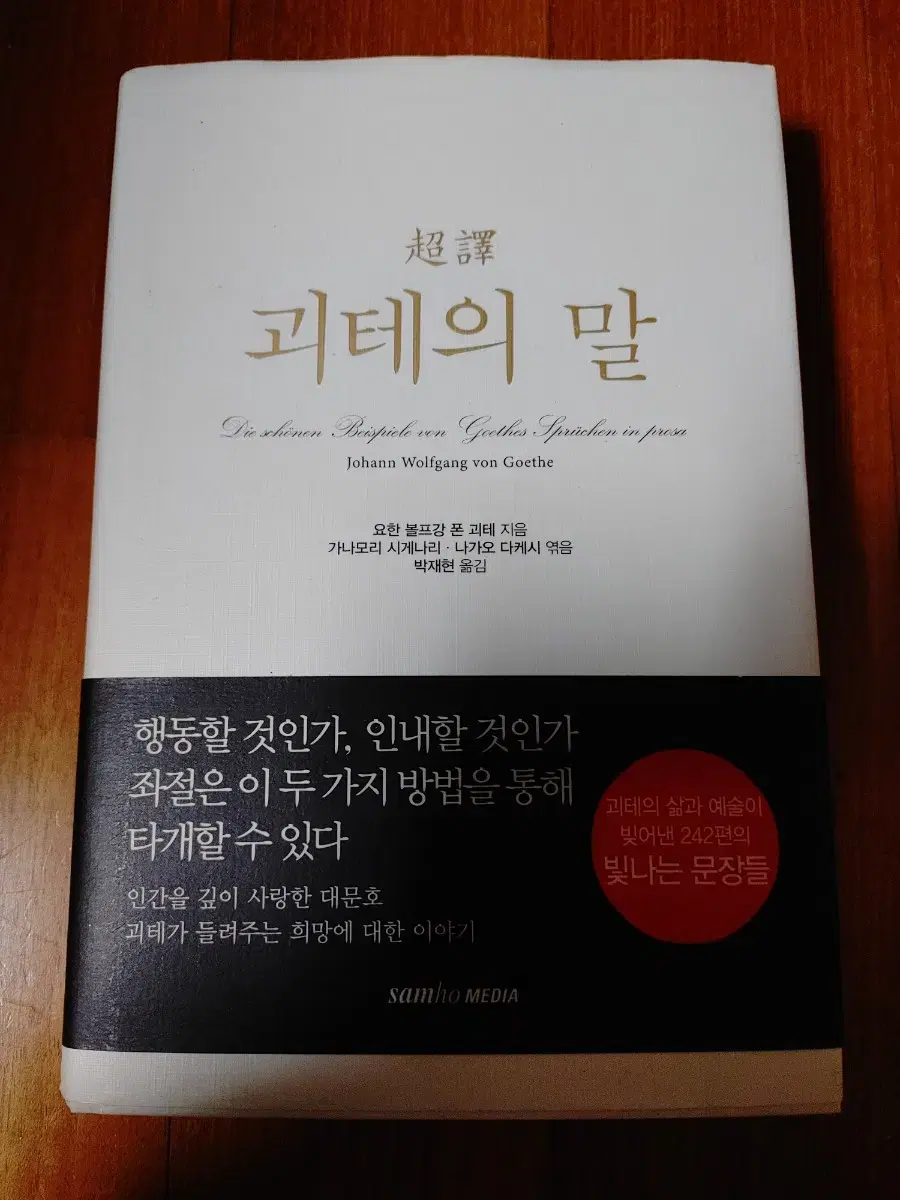 超譯
괴테의 말
Die schönen Beispiele von Goethes Sprüchen in prosa
Johann Wolfgang von Goethe
요한 볼프강 폰 괴테 지음
가나모리 시게나리 · 나가오 다케시 엮음
박재현 옮김
행동할 것인가, 인내할 것인가
좌절은 이 두 가지 방법을 통해
타개할 수 있다
인간을 깊이 사랑한 대문호
괴테가 들려주는 희망에 대한 이야기
괴테의 삶과 예술이
빚어낸 242편의
빛나는 문장들
samho MEDIA